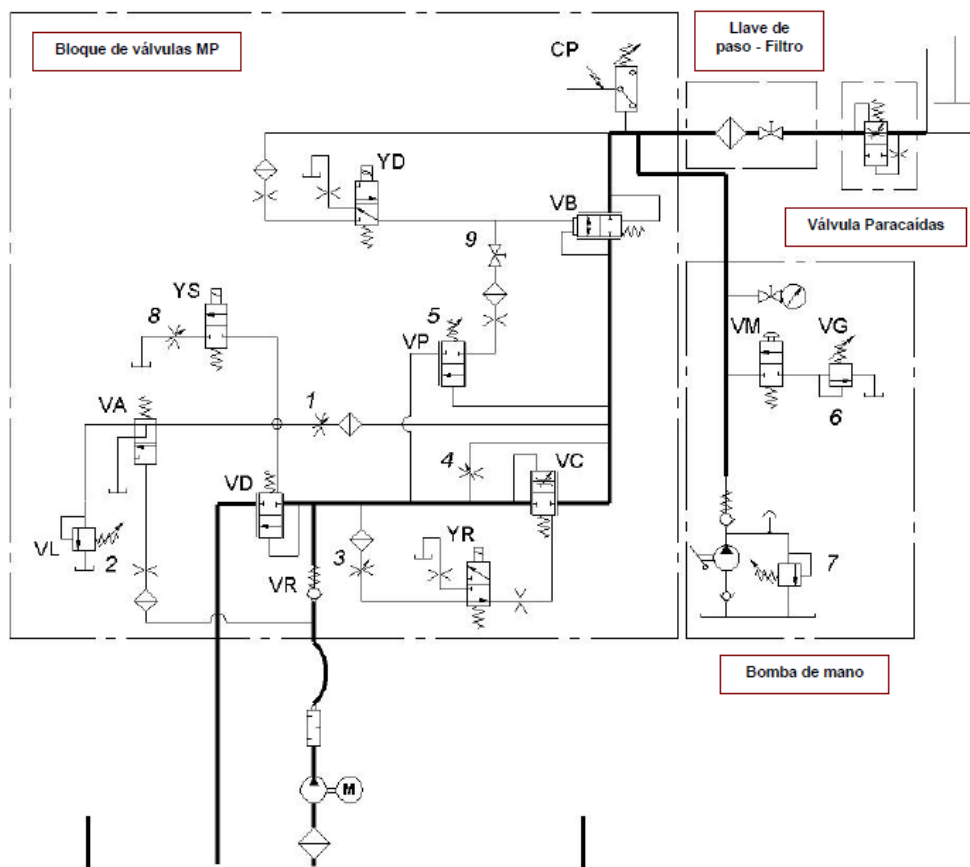 Bloque de válvulas MP
CP
Llave de
paso - Filtro
YD
VB
Válvula Paracaídas
9
YS
8
5
VP
VM
VG
6
VA
1
4
VC
VD
VL
2
3
YR
VR
7
Bomba de mano
M